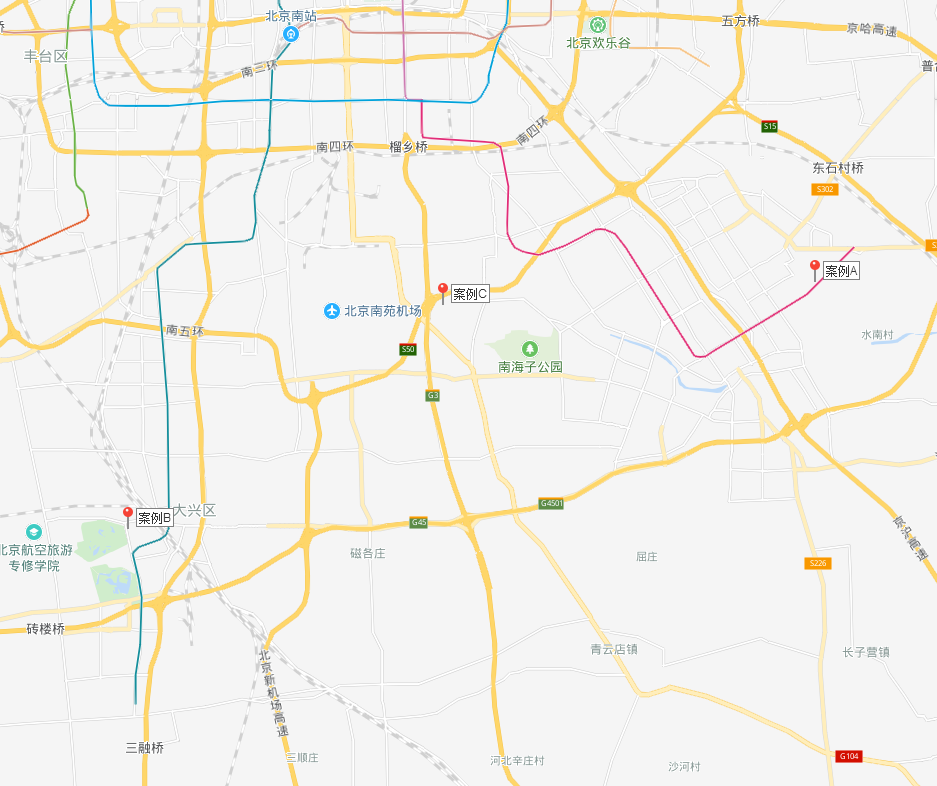 北京南站
五方桥
京哈高速
北京欢乐谷
丰台区
南三环
南四环
S15
南四环
榴乡桥
东石村桥
S302
案例A
案例C
北京南苑机场
南五环
水南村
S50
南海子公园
G3
大兴区
案例B
G4501
G45
京沪高速
北京航空旅游
专修学院
磁各庄
屈庄
S226
砖楼桥
青云店镇
长子营镇
北京新机场高速
三融桥
三顺庄
河北辛庄村
沙河村
G104